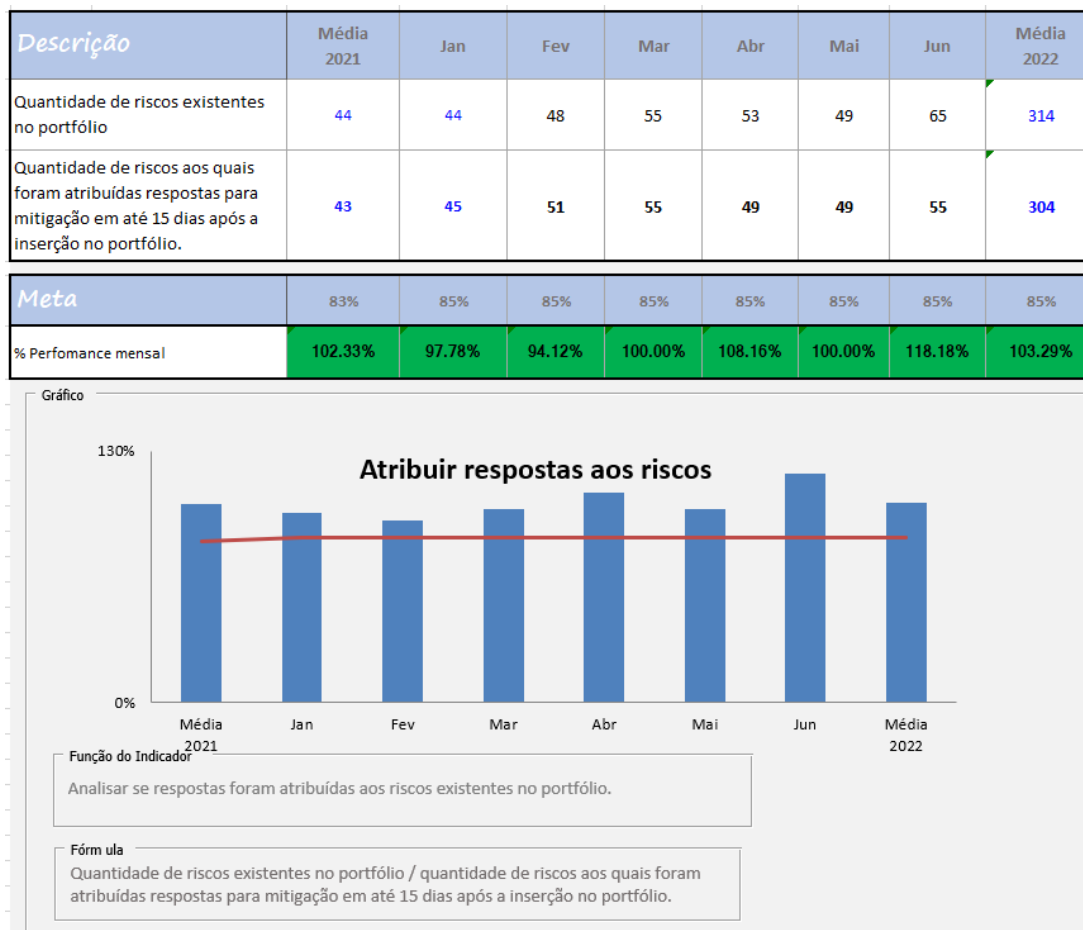 Descrição Média 2021 Jan Fev Mar Abr Mai Jun Média 2022
Quantidade de riscos existentes
no portfólio
44 44 48 55 53 49 65 314
Quantidade de riscos aos quais
foram atribuídas respostas para
mitigação em até 15 dias após a
inserção no portfólio.
43 45 51 55 49 49 55 304
Meta 83% 85% 85% 85% 85% 85% 85% 85%
% Perfomance mensal 102.33% 97.78% 94.12% 100.00% 108.16% 100.00% 118.18% 103.29%
Gráfico
130%
Atribuir respostas aos riscos
0%
Média Jan Fev Mar Abr Mai Jun Média
2021 2022
Função do Indicador
Analisar se respostas foram atribuídas aos riscos existentes no portfólio.
Fórm ula
Quantidade de riscos existentes no portfólio / quantidade de riscos aos quais foram
atribuídas respostas para mitigação em até 15 dias após a inserção no portfólio.